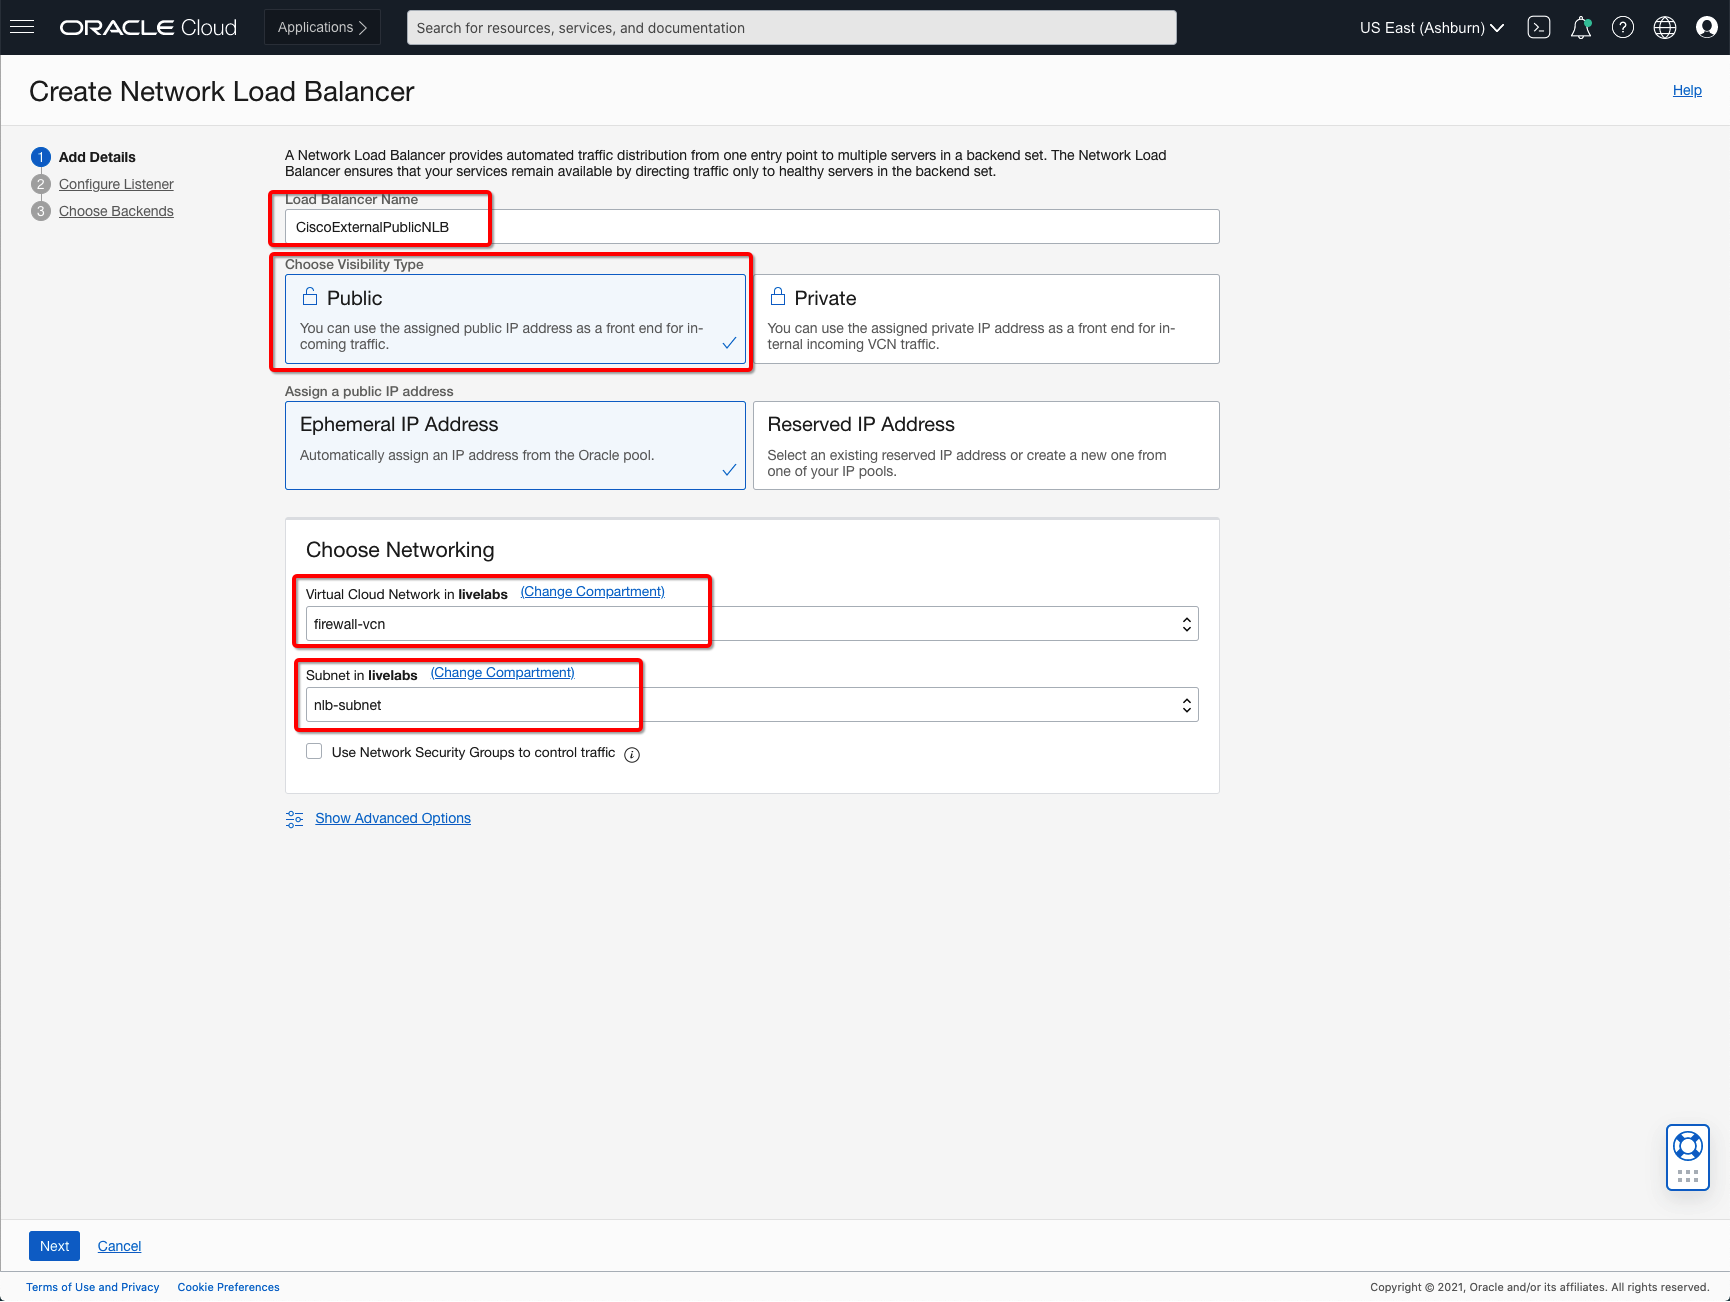 ORACLE Cloud
Applications
Search for resources, services, and documentation
US East (Ashburn)
Create Network Load Balancer
Help
1 Add Details
2 Configure Listener
3 Choose Backends
A Network Load Balancer provides automated traffic distribution from one entry point to multiple servers in a backend set. The Network Load
Balancer ensures that your services remain available by directing traffic only to healthy servers in the backend set.
Load Balancer Name
CiscoExternalPublicNLB
Choose Visibility Type
Public
You can use the assigned public IP address as a front end for in-
coming traffic.
Private
You can use the assigned private IP address as a front end for in-
ternal incoming VCN traffic.
Assign a public IP address
Ephemeral IP Address
Automatically assign an IP address from the Oracle pool.
Reserved IP Address
Select an existing reserved IP address or create a new one from
one of your IP pools.
Choose Networking
Virtual Cloud Network in livelabs (Change Compartment)
firewall-vcn
Subnet in livelabs (Change Compartment)
nlb-subnet
Use Network Security Groups to control traffic
Show Advanced Options
Next
Cancel
Terms of Use and Privacy
Cookie Preferences
Copyright © 2021, Oracle and/or its affiliates. All rights reserved.